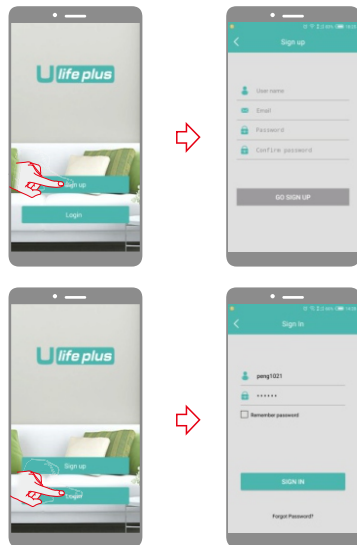 U life plus
Sign up
Login
Sign up
User name
Email
Password
Confirm password
GO SIGN UP
U life plus
Sign up
Login
Sign In
peng1021
••••••
Remember password
SIGN IN
Forgot Password?